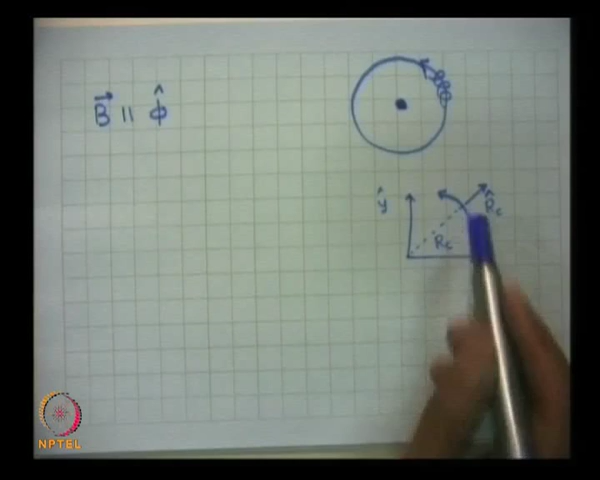 B⃗ ∥ φ̂
ŷ
R̂c
Rc
NPTEL